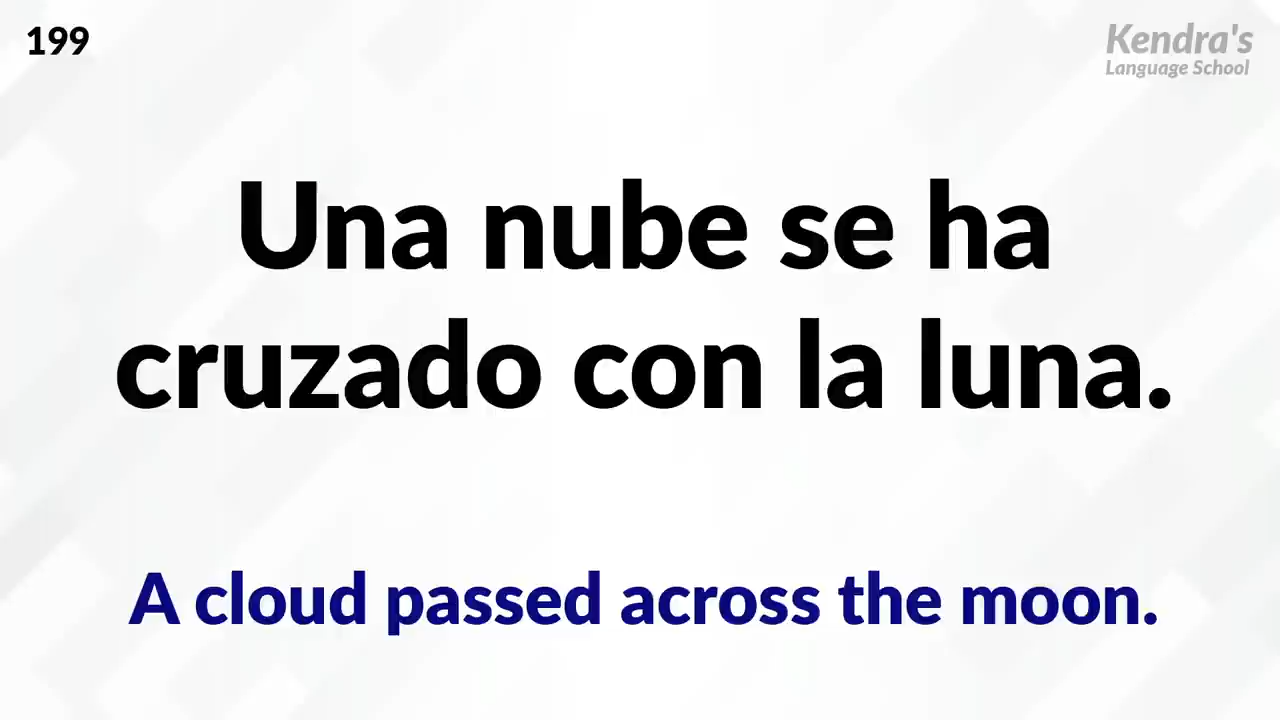 199
Kendra's
Language School
Una nube se ha
cruzado con la luna.
A cloud passed across the moon.